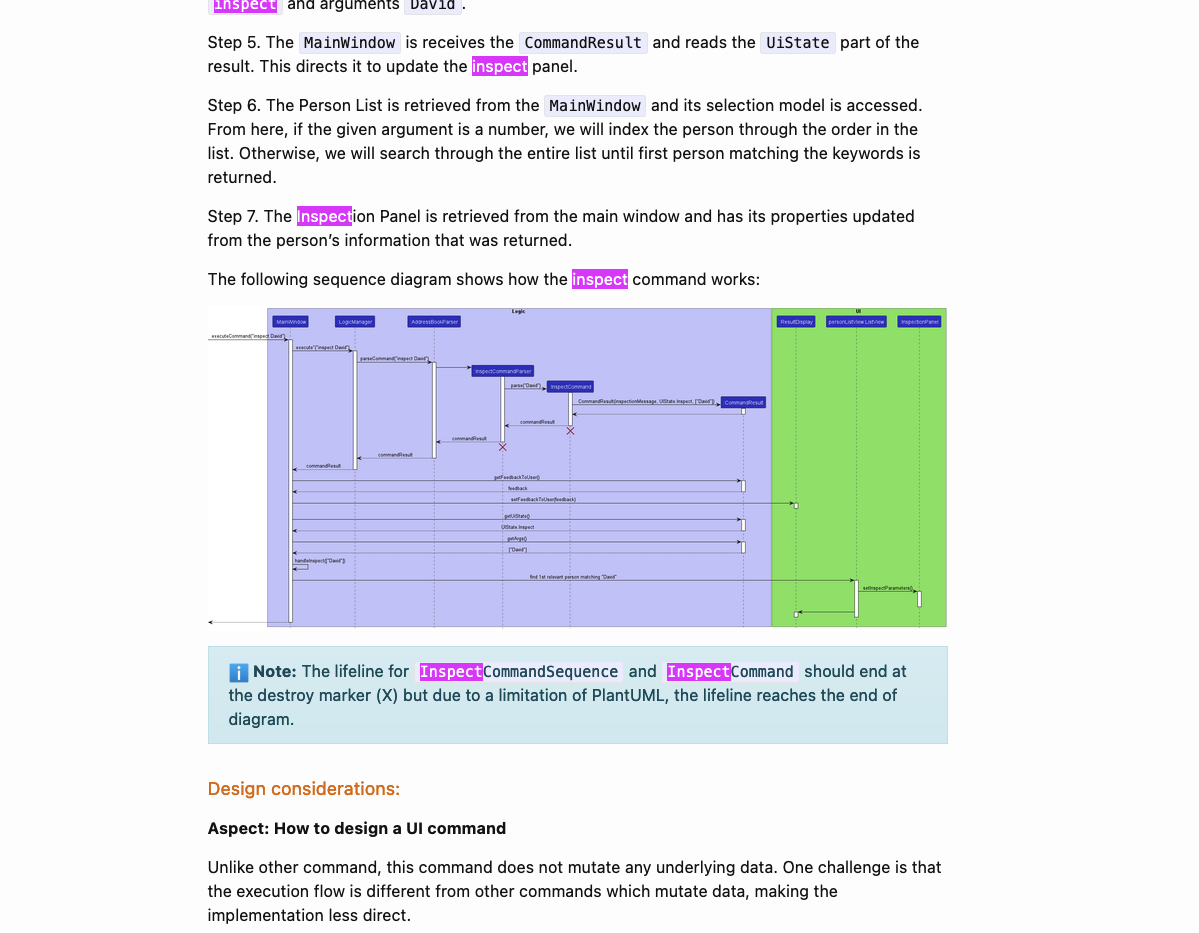 inspect and arguments David.
Step 5. The MainWindow is receives the CommandResult and reads the UiState part of the
result. This directs it to update the inspect panel.
Step 6. The Person List is retrieved from the MainWindow and its selection model is accessed.
From here, if the given argument is a number, we will index the person through the order in the
list. Otherwise, we will search through the entire list until first person matching the keywords is
returned.
Step 7. The Inspection Panel is retrieved from the main window and has its properties updated
from the person's information that was returned.
The following sequence diagram shows how the inspect command works:
Logic
UI
MainWindow
LogicManager
AddressBookParser
ResultDisplay
personListView:ListView
InspectionPanel
executeCommand("inspect David")
execute("inspect David")
parseCommand("inspect David")
InspectCommandParser
parse("David")
InspectCommand
CommandResult(inspectionMessage, UiState.Inspect, ["David"])
CommandResult
commandResult
commandResult
commandResult
commandResult
getFeedbackToUser()
feedback
setFeedbackToUser(feedback)
getUiState()
UiState.Inspect
getArgs()
["David"]
handleInspect(["David"])
find 1st relevant person matching "David"
setInspectParameters()
Note: The lifeline for InspectCommandSequence and InspectCommand should end at
the destroy marker (X) but due to a limitation of PlantUML, the lifeline reaches the end of
diagram.
Design considerations:
Aspect: How to design a UI command
Unlike other command, this command does not mutate any underlying data. One challenge is that
the execution flow is different from other commands which mutate data, making the
implementation less direct.